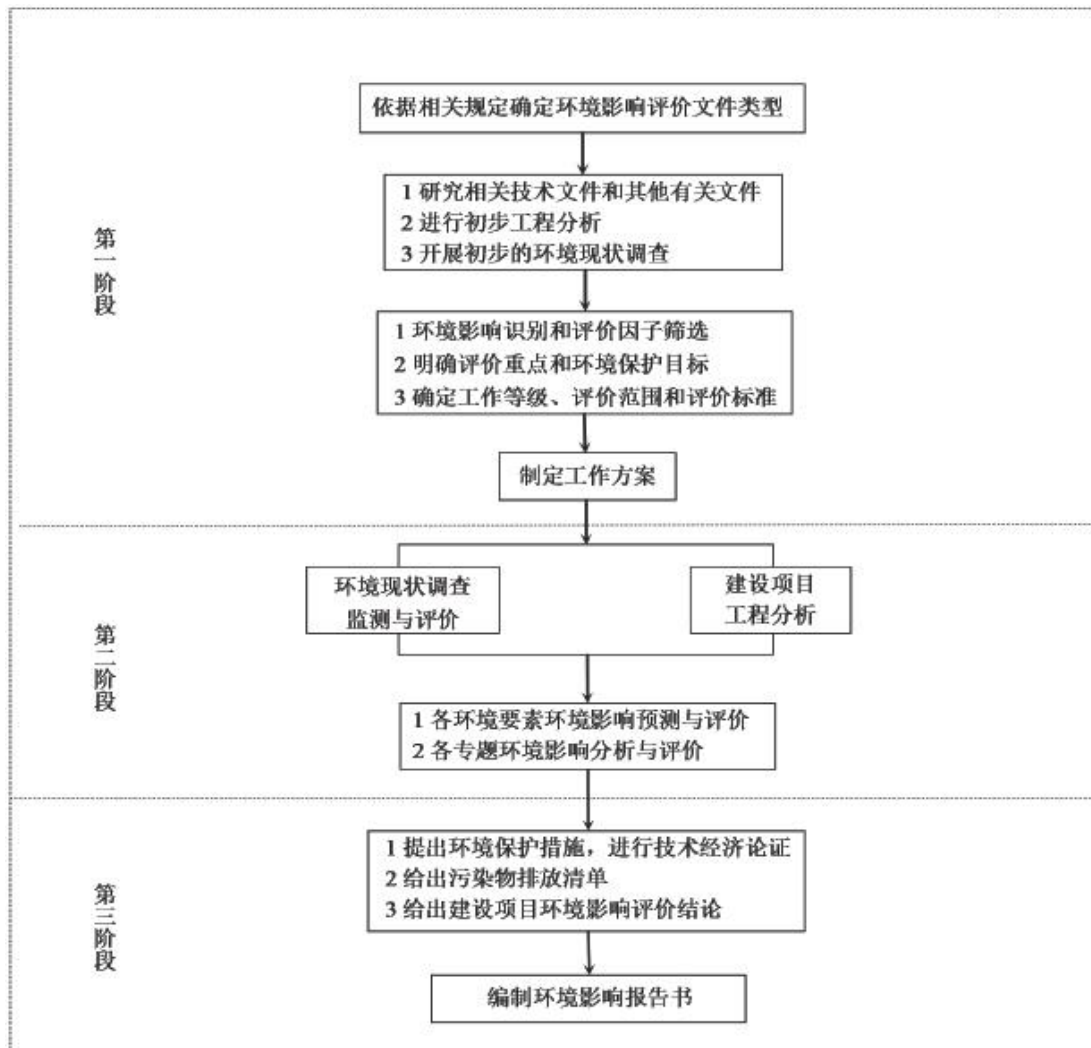 依据相关规定确定环境影响评价文件类型
1 研究相关技术文件和其他有关文件
2 进行初步工程分析
3 开展初步的环境现状调查
第一阶段
1 环境影响识别和评价因子筛选
2 明确评价重点和环境保护目标
3 确定工作等级、评价范围和评价标准
制定工作方案
环境现状调查
监测与评价
建设项目
工程分析
第二阶段
1 各环境要素环境影响预测与评价
2 各专题环境影响分析与评价
1 提出环境保护措施，进行技术经济论证
2 给出污染物排放清单
3 给出建设项目环境影响评价结论
第三阶段
编制环境影响报告书